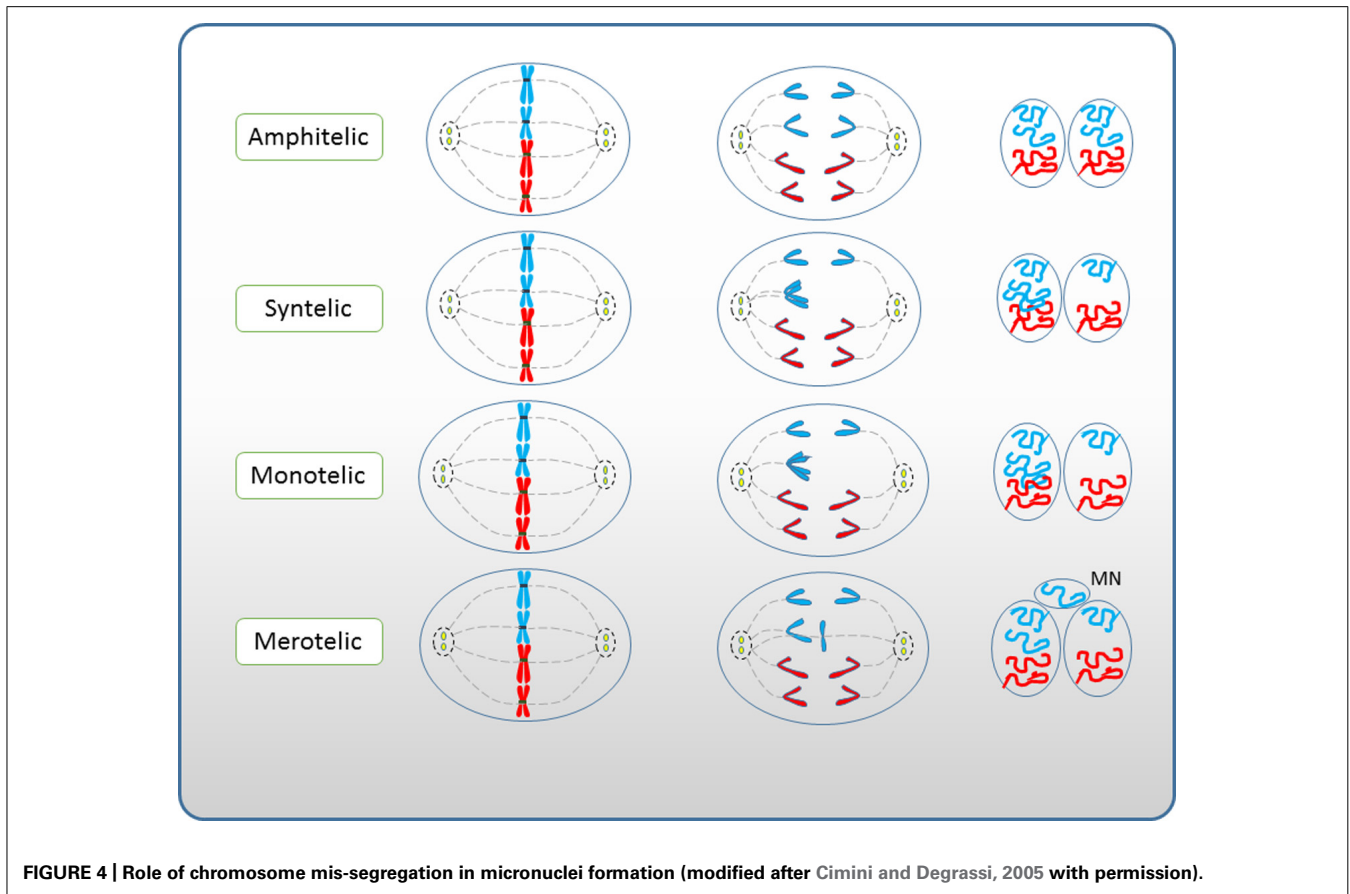 Amphitelic
Syntelic
Monotelic
MN
Merotelic
FIGURE 4 | Role of chromosome mis-segregation in micronuclei formation (modified after Cimini and Degrassi, 2005 with permission).